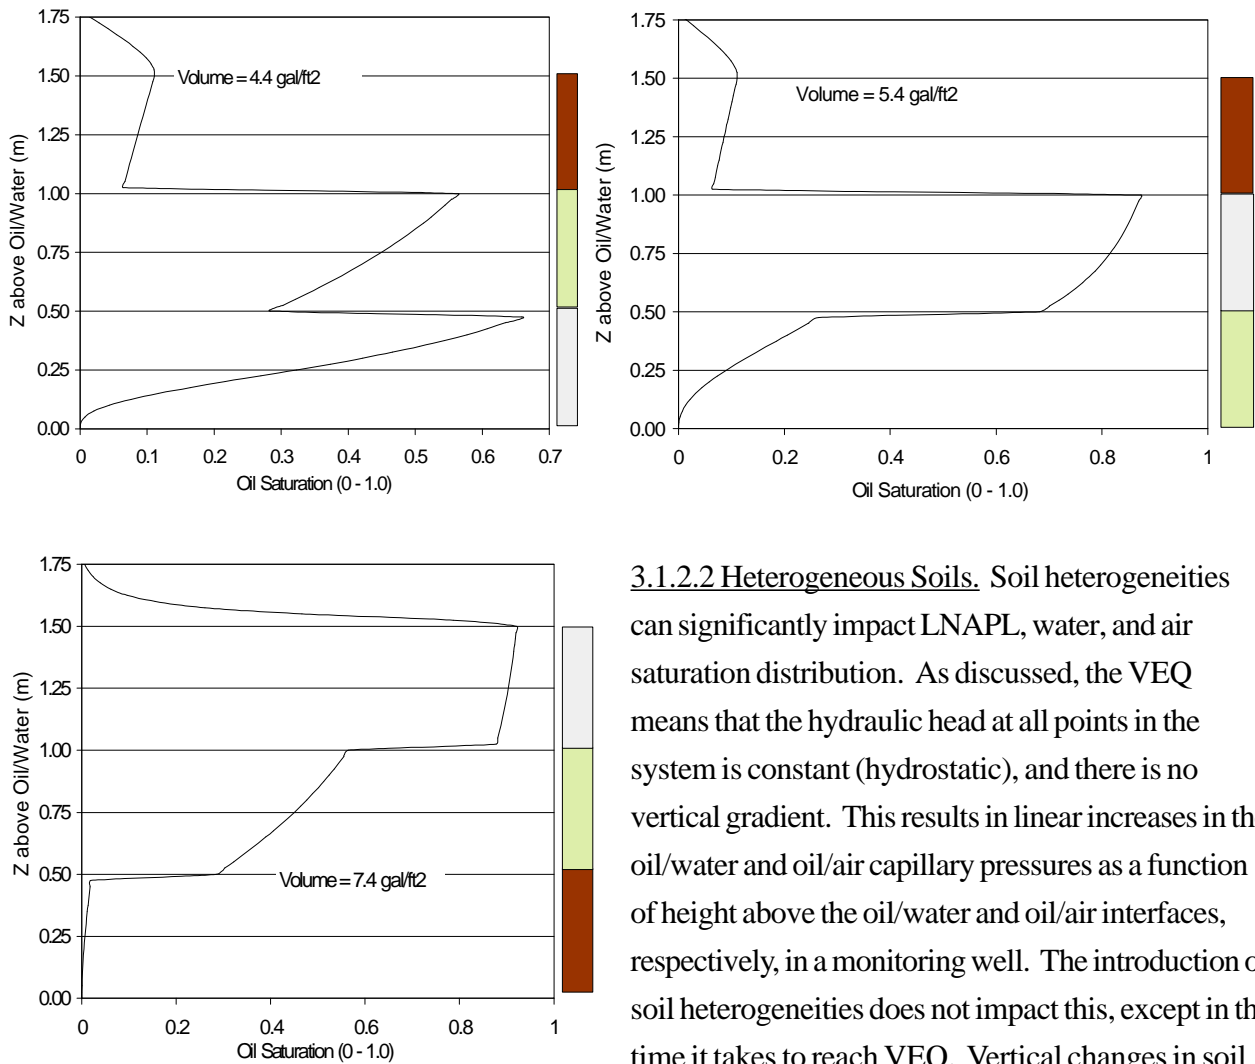 1.75
1.50
1.25
1.00
0.75
0.50
0.25
0.00
Z above Oil/Water (m)
Volume = 4.4 gal/ft2
0 0.1 0.2 0.3 0.4 0.5 0.6 0.7
Oil Saturation (0 - 1.0)
1.75
1.50
1.25
1.00
0.75
0.50
0.25
0.00
Z above Oil/Water (m)
Volume = 5.4 gal/ft2
0 0.2 0.4 0.6 0.8 1
Oil Saturation (0 - 1.0)
1.75
1.50
1.25
1.00
0.75
0.50
0.25
0.00
Z above Oil/Water (m)
Volume = 7.4 gal/ft2
0 0.2 0.4 0.6 0.8 1
Oil Saturation (0 - 1.0)
3.1.2.2 Heterogeneous Soils. Soil heterogeneities
can significantly impact LNAPL, water, and air
saturation distribution. As discussed, the VEQ
means that the hydraulic head at all points in the
system is constant (hydrostatic), and there is no
vertical gradient. This results in linear increases in th
oil/water and oil/air capillary pressures as a function
of height above the oil/water and oil/air interfaces,
respectively, in a monitoring well. The introduction o
soil heterogeneities does not impact this, except in th
time it takes to reach VEQ. Vertical changes in soil